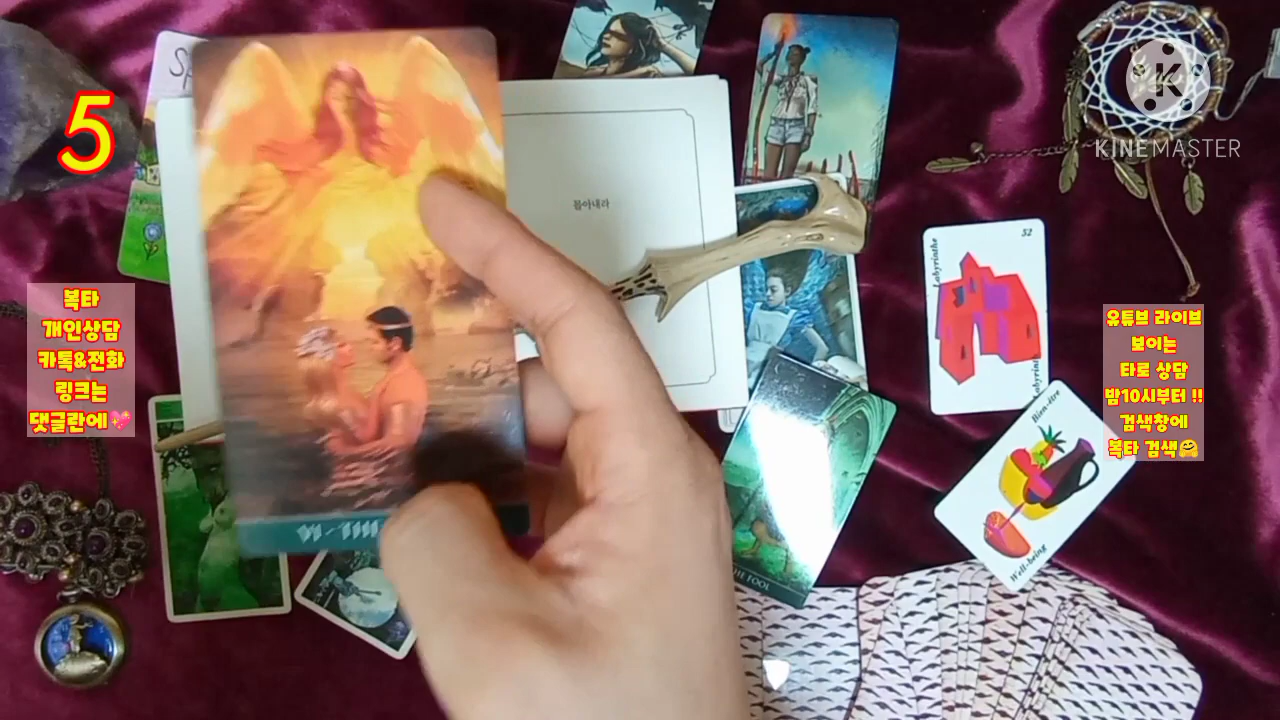 5
복타
개인상담
카톡&전화
링크는
댓글란에💖
몰아내라
52
Labyrinthe
Bien-être
Well-being
THE FOOL
KINEMASTER
유튜브 라이브
보이는
타로 상담
밤10시부터 !!
검색창에
복타 검색🤗